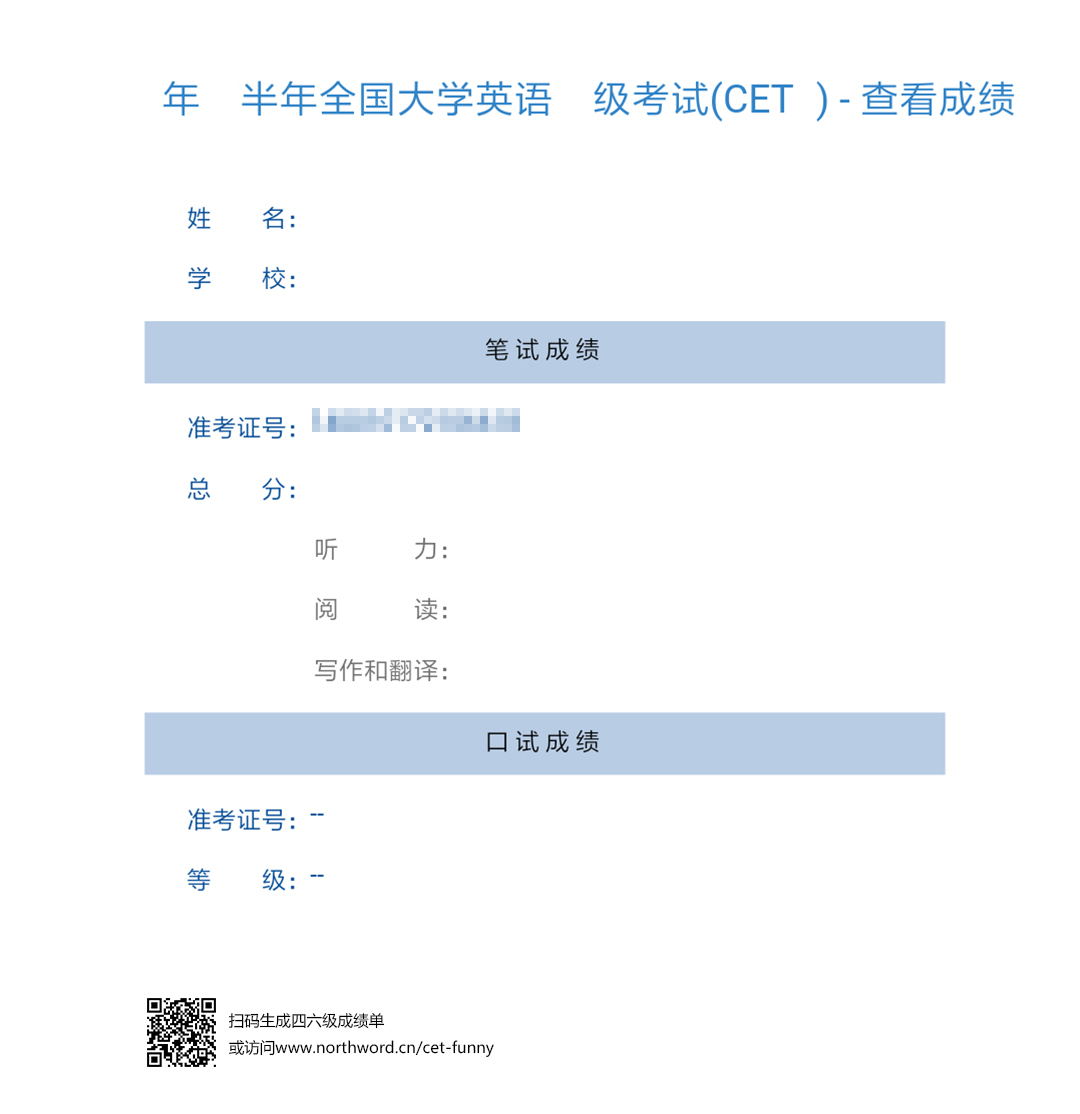 年 半年全国大学英语 级考试(CET ) - 查看成绩
姓 名：
学 校：
笔试成绩
准考证号：
总 分：
听 力：
阅 读：
写作和翻译：
口试成绩
准考证号： --
等 级： --
扫码生成四六级成绩单
或访问www.northword.cn/cet-funny